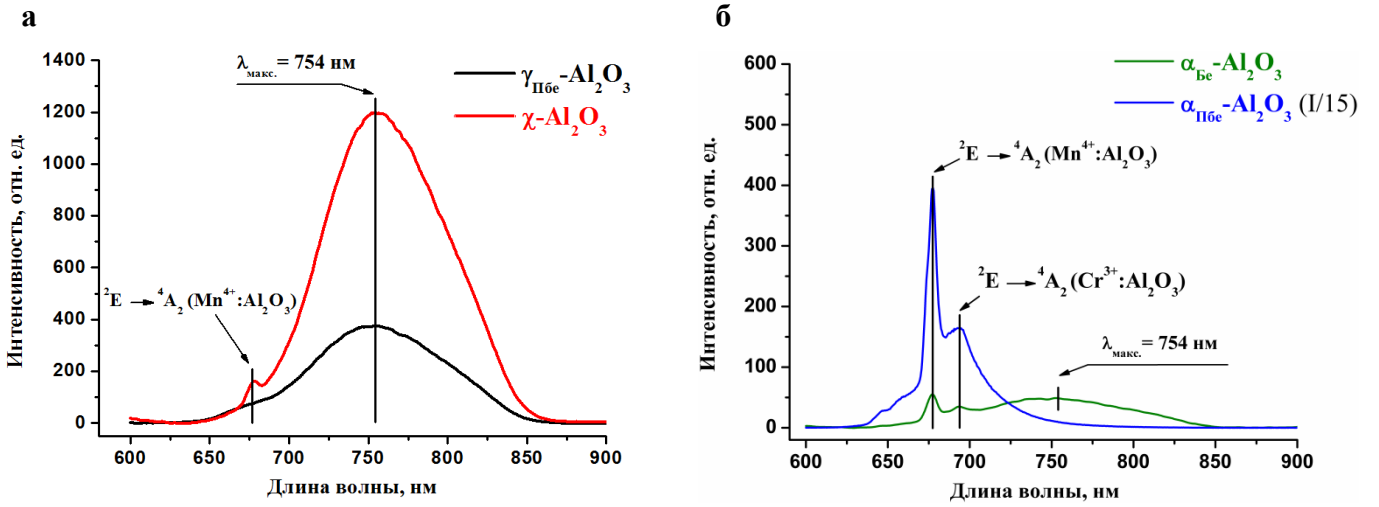 а
1400
1200
1000
800
600
400
200
0
600 650 700 750 800 850 900
Интенсивность, отн. ед.
Длина волны, нм
λмакс. = 754 нм
γПбе-Al2O3
χ-Al2O3
²E → ⁴A₂ (Mn⁴⁺:Al₂O₃)
б
600
500
400
300
200
100
0
600 650 700 750 800 850 900
Интенсивность, отн. ед.
Длина волны, нм
αБе-Al2O3
αПбе-Al2O3 (I/15)
²E → ⁴A₂ (Mn⁴⁺:Al₂O₃)
²E → ⁴A₂ (Cr³⁺:Al₂O₃)
λмакс. = 754 нм